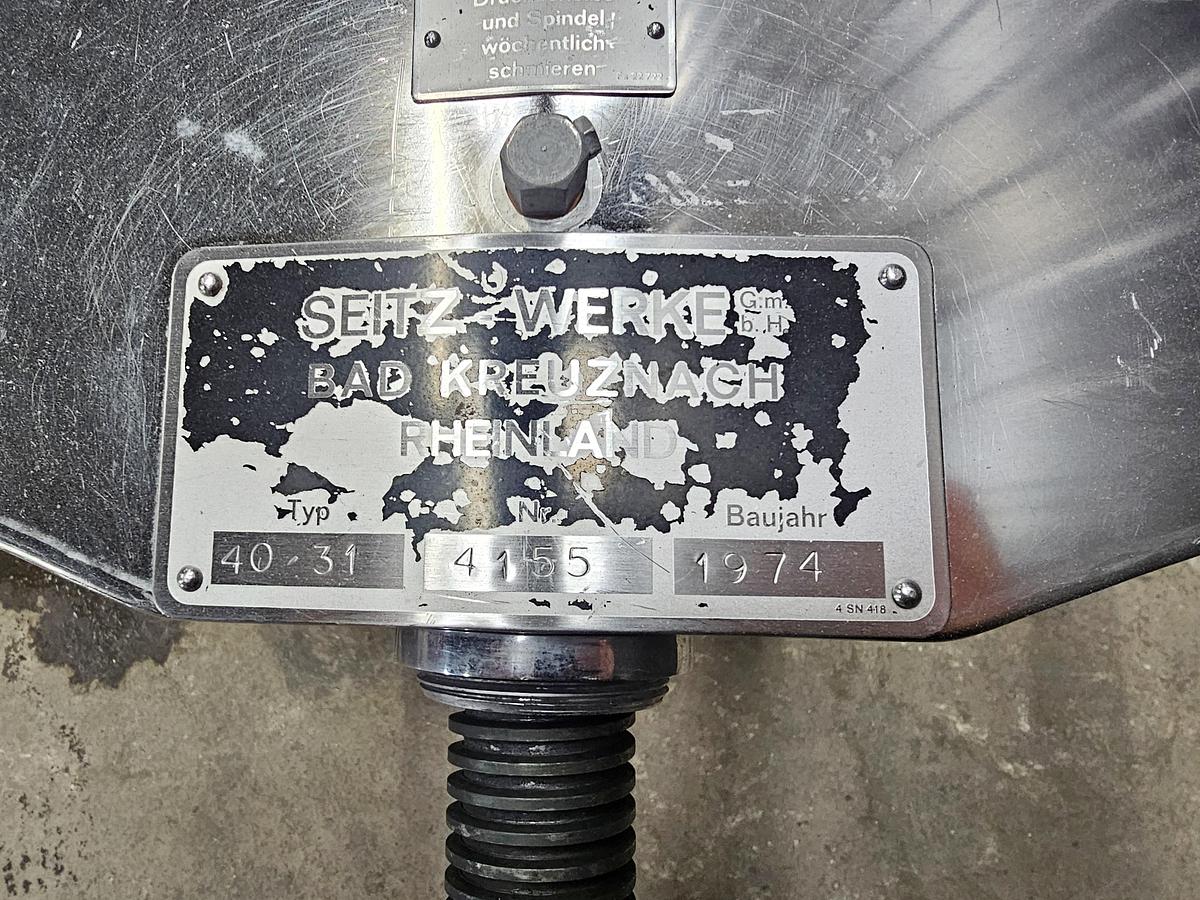 und Spindel
wöchentlich
schmieren
SEITZ-WERKE G.m.
b. H.
BAD KREUZNACH
RHEINLAND
Typ Nr. Baujahr
40-31 4155 1974
4 SN 418